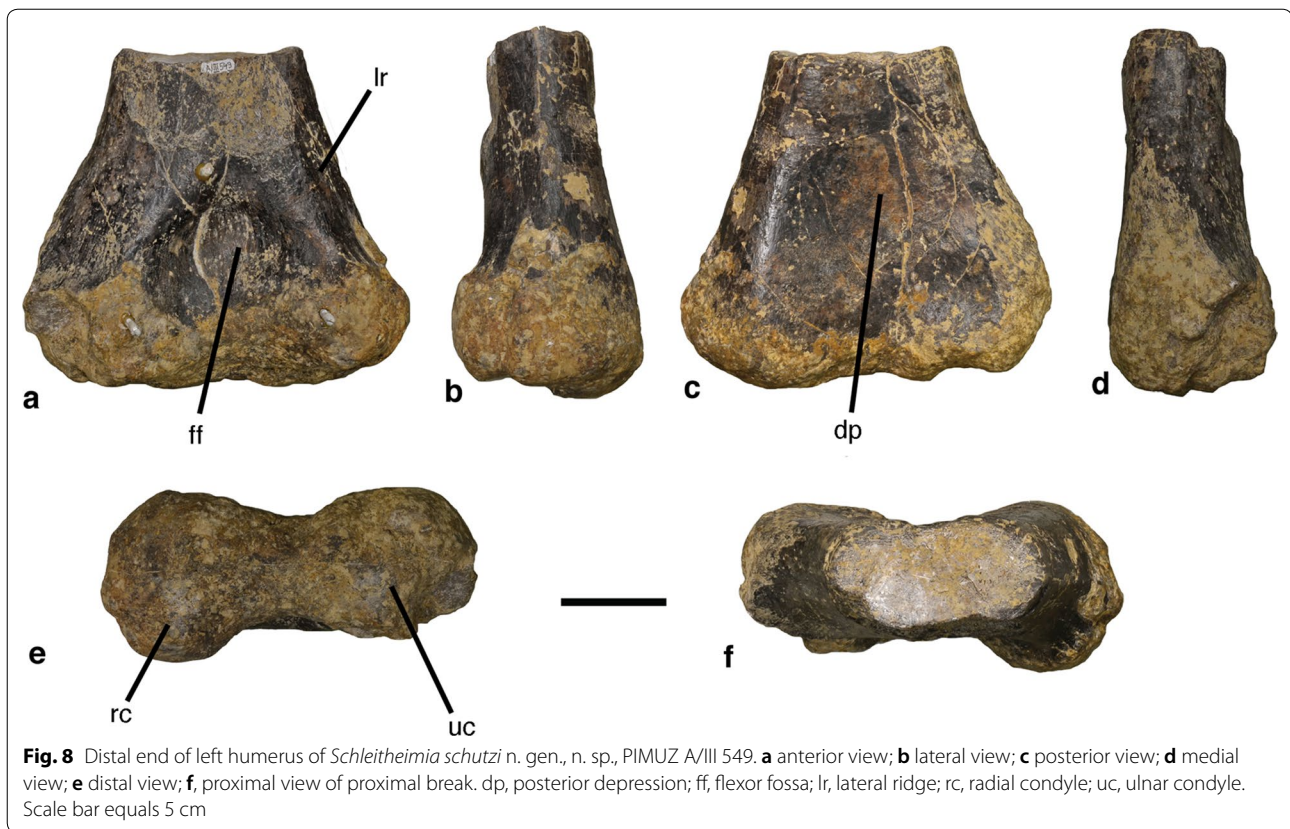 A/III 549
lr
a
b
c
d
ff
dp
e
f
rc
uc
Fig. 8 Distal end of left humerus of Schleitheimia schutzi n. gen., n. sp., PIMUZ A/III 549. a anterior view; b lateral view; c posterior view; d medial
view; e distal view; f, proximal view of proximal break. dp, posterior depression; ff, flexor fossa; lr, lateral ridge; rc, radial condyle; uc, ulnar condyle.
Scale bar equals 5 cm